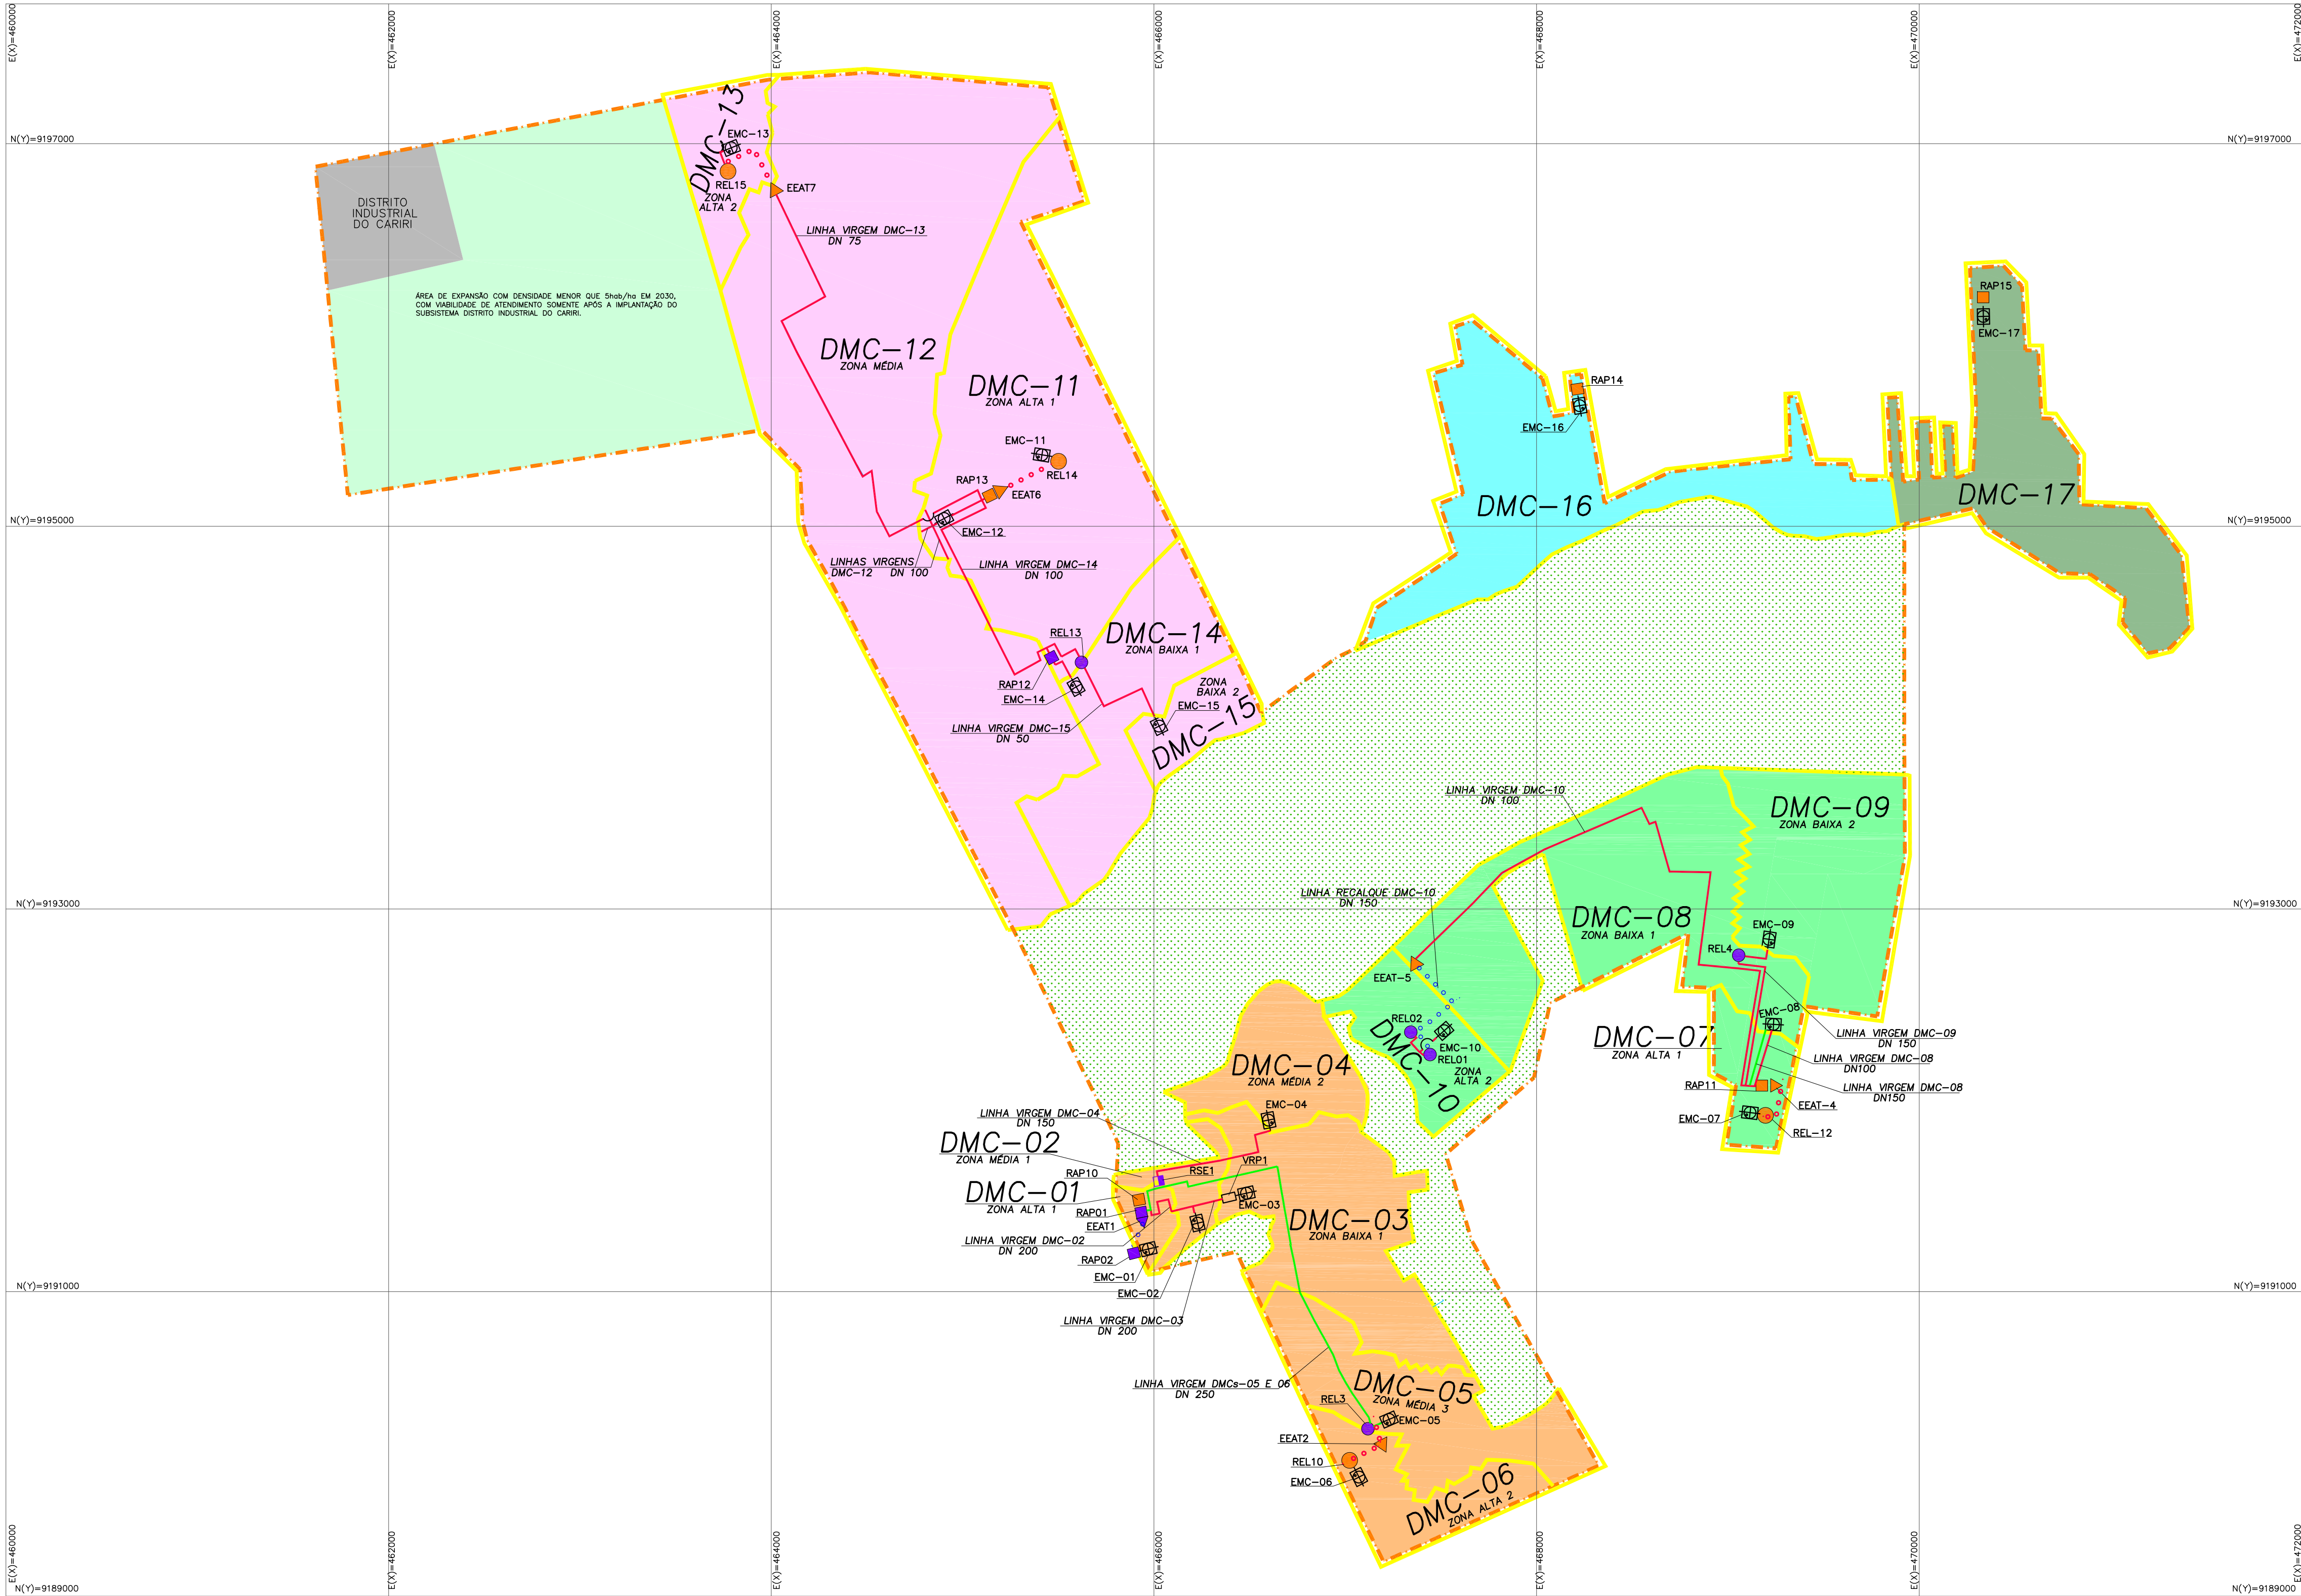 E(X)=460000
E(X)=462000
E(X)=464000
E(X)=466000
E(X)=468000
E(X)=470000
E(X)=472000
N(Y)=9197000
N(Y)=9197000
DMC-13
EMC-13
REL15
ZONA
ALTA 2
EEAT7
DISTRITO
INDUSTRIAL
DO CARIRI
LINHA VIRGEM DMC-13
DN 75
ÁREA DE EXPANSÃO COM DENSIDADE MENOR QUE 5hab/ha EM 2030,
COM VIABILIDADE DE ATENDIMENTO SOMENTE APÓS A IMPLANTAÇÃO DO
SUBSISTEMA DISTRITO INDUSTRIAL DO CARIRI.
RAP15
EMC-17
DMC-12
ZONA MÉDIA
DMC-11
ZONA ALTA 1
RAP14
EMC-16
EMC-11
REL14
RAP13
EEAT6
DMC-16
DMC-17
N(Y)=9195000
N(Y)=9195000
EMC-12
LINHAS VIRGENS
DMC-12 DN 100
LINHA VIRGEM DMC-14
DN 100
REL13
DMC-14
ZONA BAIXA 1
RAP12
EMC-14
ZONA
BAIXA 2
EMC-15
DMC-15
LINHA VIRGEM DMC-15
DN 50
LINHA VIRGEM DMC-10
DN 100
DMC-09
ZONA BAIXA 2
LINHA RECALQUE DMC-10
DN 150
N(Y)=9193000
N(Y)=9193000
DMC-08
ZONA BAIXA 1
EMC-09
REL4
EEAT-5
EMC-08
REL02
EMC-10
REL01
DMC-10
ZONA
ALTA 2
DMC-07
ZONA ALTA 1
LINHA VIRGEM DMC-09
DN 150
LINHA VIRGEM DMC-08
DN100
LINHA VIRGEM DMC-08
DN150
RAP11
EEAT-4
EMC-07
REL-12
DMC-04
ZONA MÉDIA 2
EMC-04
LINHA VIRGEM DMC-04
DN 150
DMC-02
ZONA MÉDIA 1
VRP1
RSE1
RAP10
DMC-01
ZONA ALTA 1
RAP01
EEAT1
EMC-03
DMC-03
ZONA BAIXA 1
LINHA VIRGEM DMC-02
DN 200
RAP02
EMC-01
EMC-02
N(Y)=9191000
N(Y)=9191000
LINHA VIRGEM DMC-03
DN 200
LINHA VIRGEM DMCs-05 E 06
DN 250
DMC-05
ZONA MÉDIA 3
REL3
EMC-05
EEAT2
REL10
EMC-06
DMC-06
ZONA ALTA 2
E(X)=460000
E(X)=462000
E(X)=464000
E(X)=466000
E(X)=468000
E(X)=470000
E(X)=472000
N(Y)=9189000
N(Y)=9189000